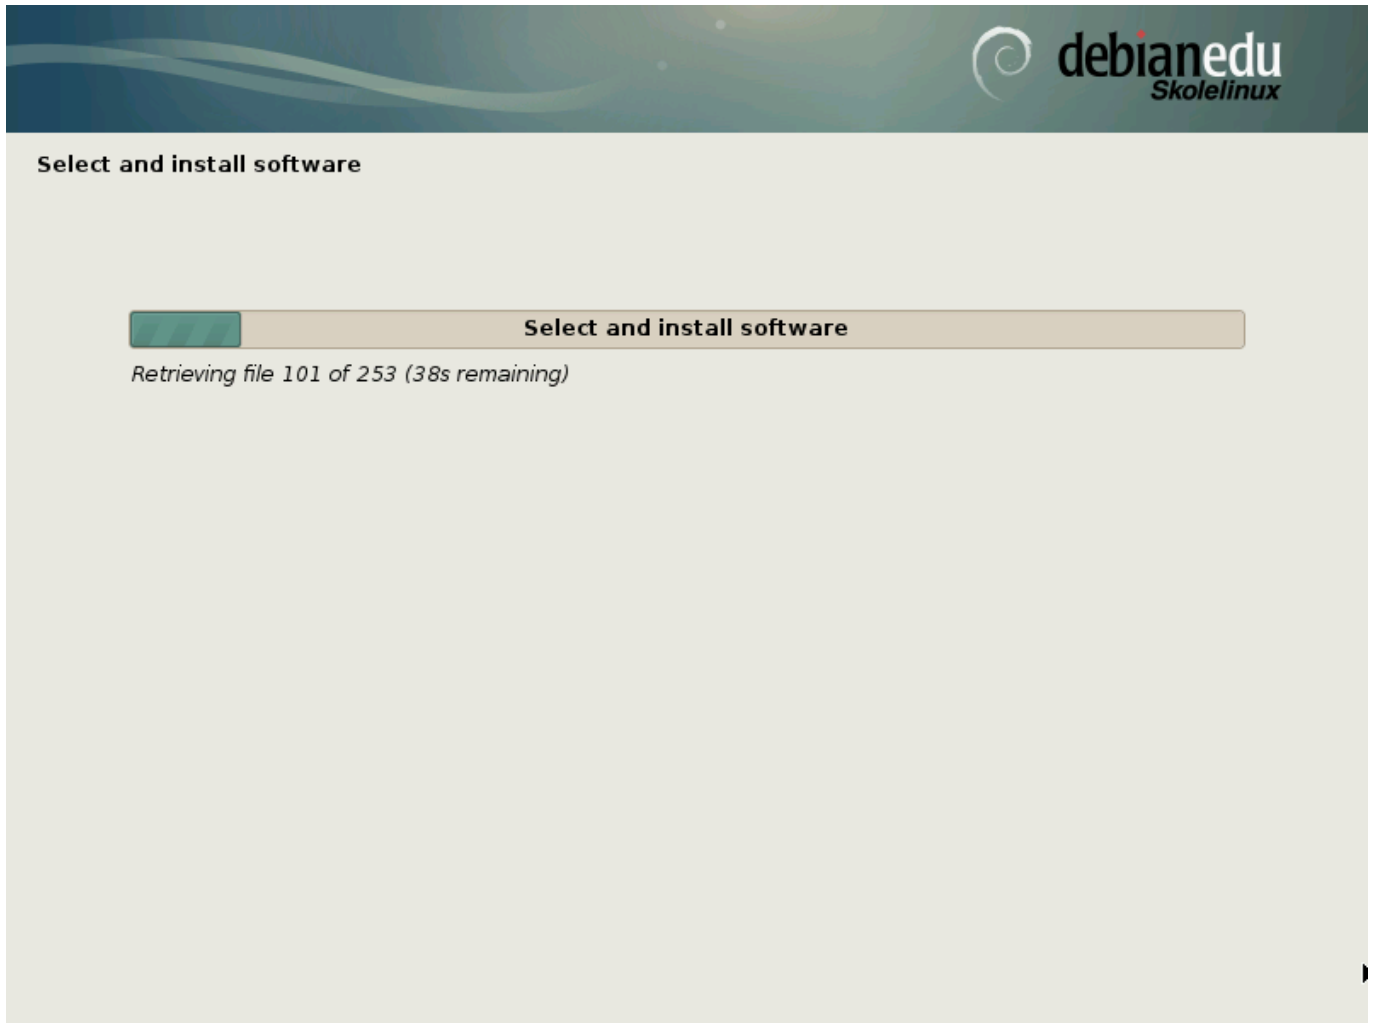 debianedu
Skolelinux
Select and install software
Select and install software
Retrieving file 101 of 253 (38s remaining)